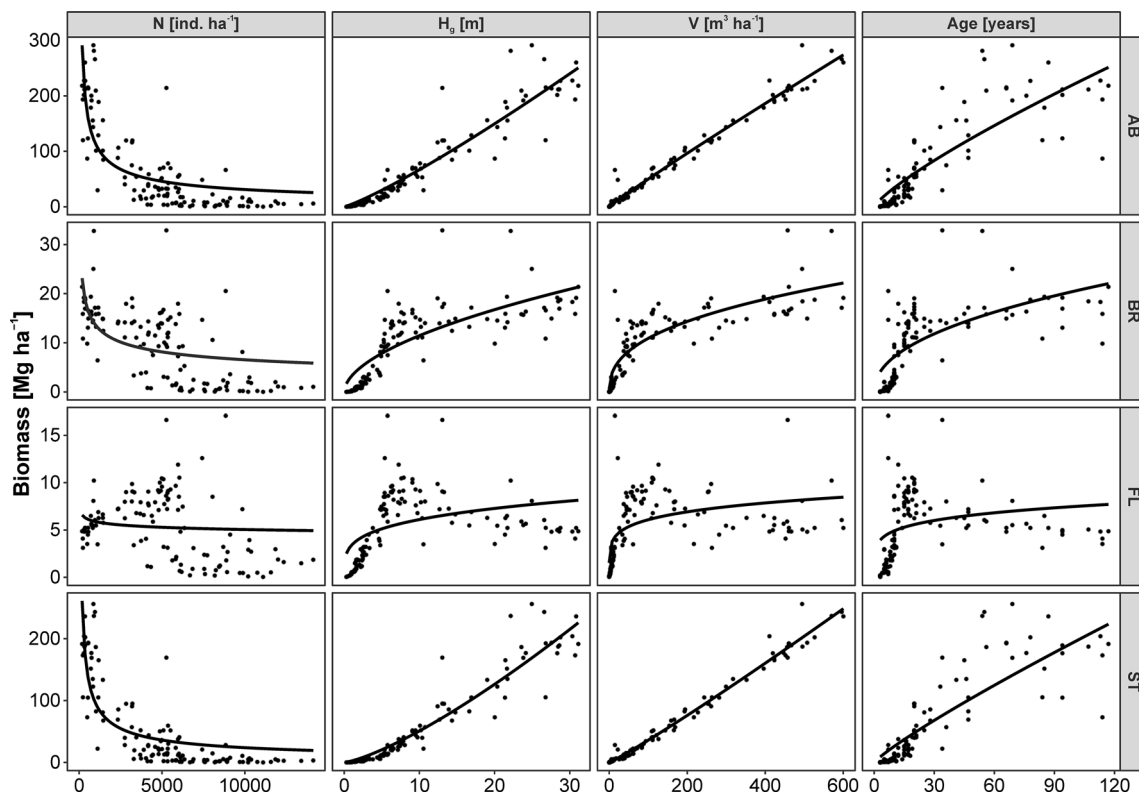 N [ind. ha⁻¹]
H_g [m]
V [m³ ha⁻¹]
Age [years]
Biomass [Mg ha⁻¹]
300
200
100
0
AB
30
20
10
0
BR
15
10
5
0
FL
200
100
0
ST
0 5000 10000
0 10 20 30
0 200 400 600
0 30 60 90 120